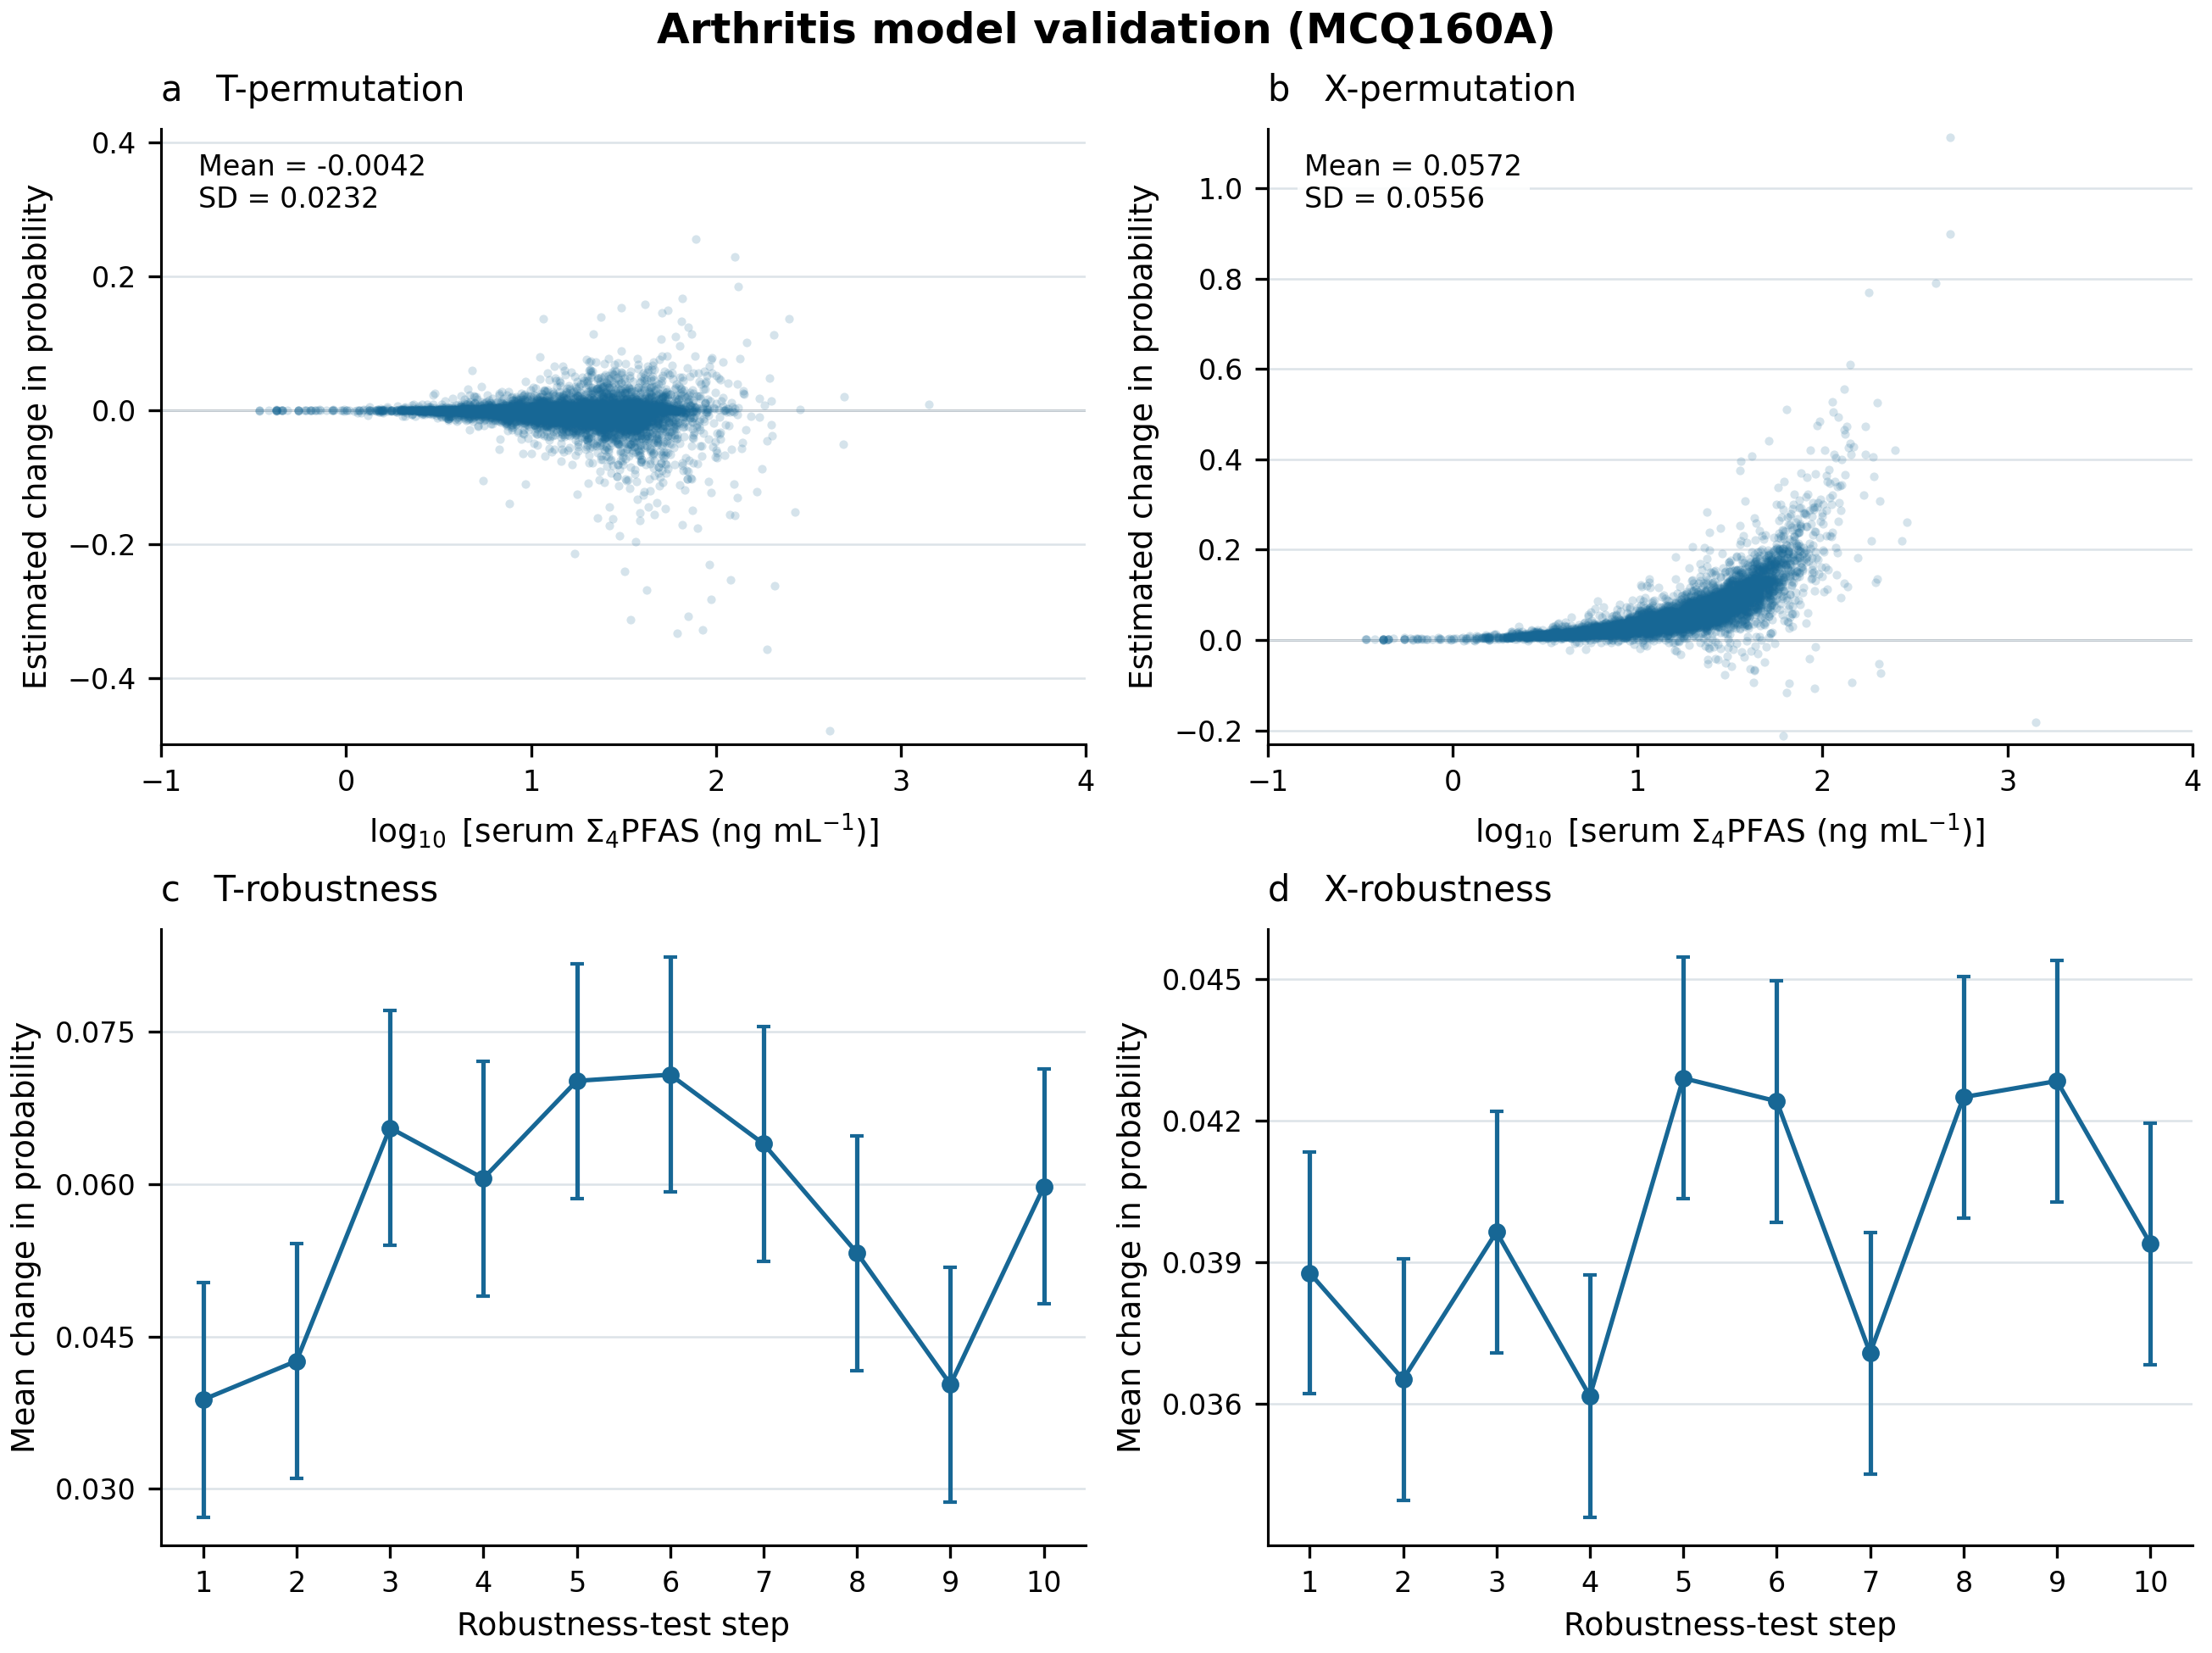 Arthritis model validation (MCQ160A)
a T-permutation
Mean = -0.0042
SD = 0.0232
Estimated change in probability
0.4
0.2
0.0
−0.2
−0.4
−1 0 1 2 3 4
log₁₀ [serum Σ₄PFAS (ng mL⁻¹)]
b X-permutation
Mean = 0.0572
SD = 0.0556
Estimated change in probability
1.0
0.8
0.6
0.4
0.2
0.0
−0.2
−1 0 1 2 3 4
log₁₀ [serum Σ₄PFAS (ng mL⁻¹)]
c T-robustness
Mean change in probability
0.075
0.060
0.045
0.030
1 2 3 4 5 6 7 8 9 10
Robustness-test step
d X-robustness
Mean change in probability
0.045
0.042
0.039
0.036
1 2 3 4 5 6 7 8 9 10
Robustness-test step